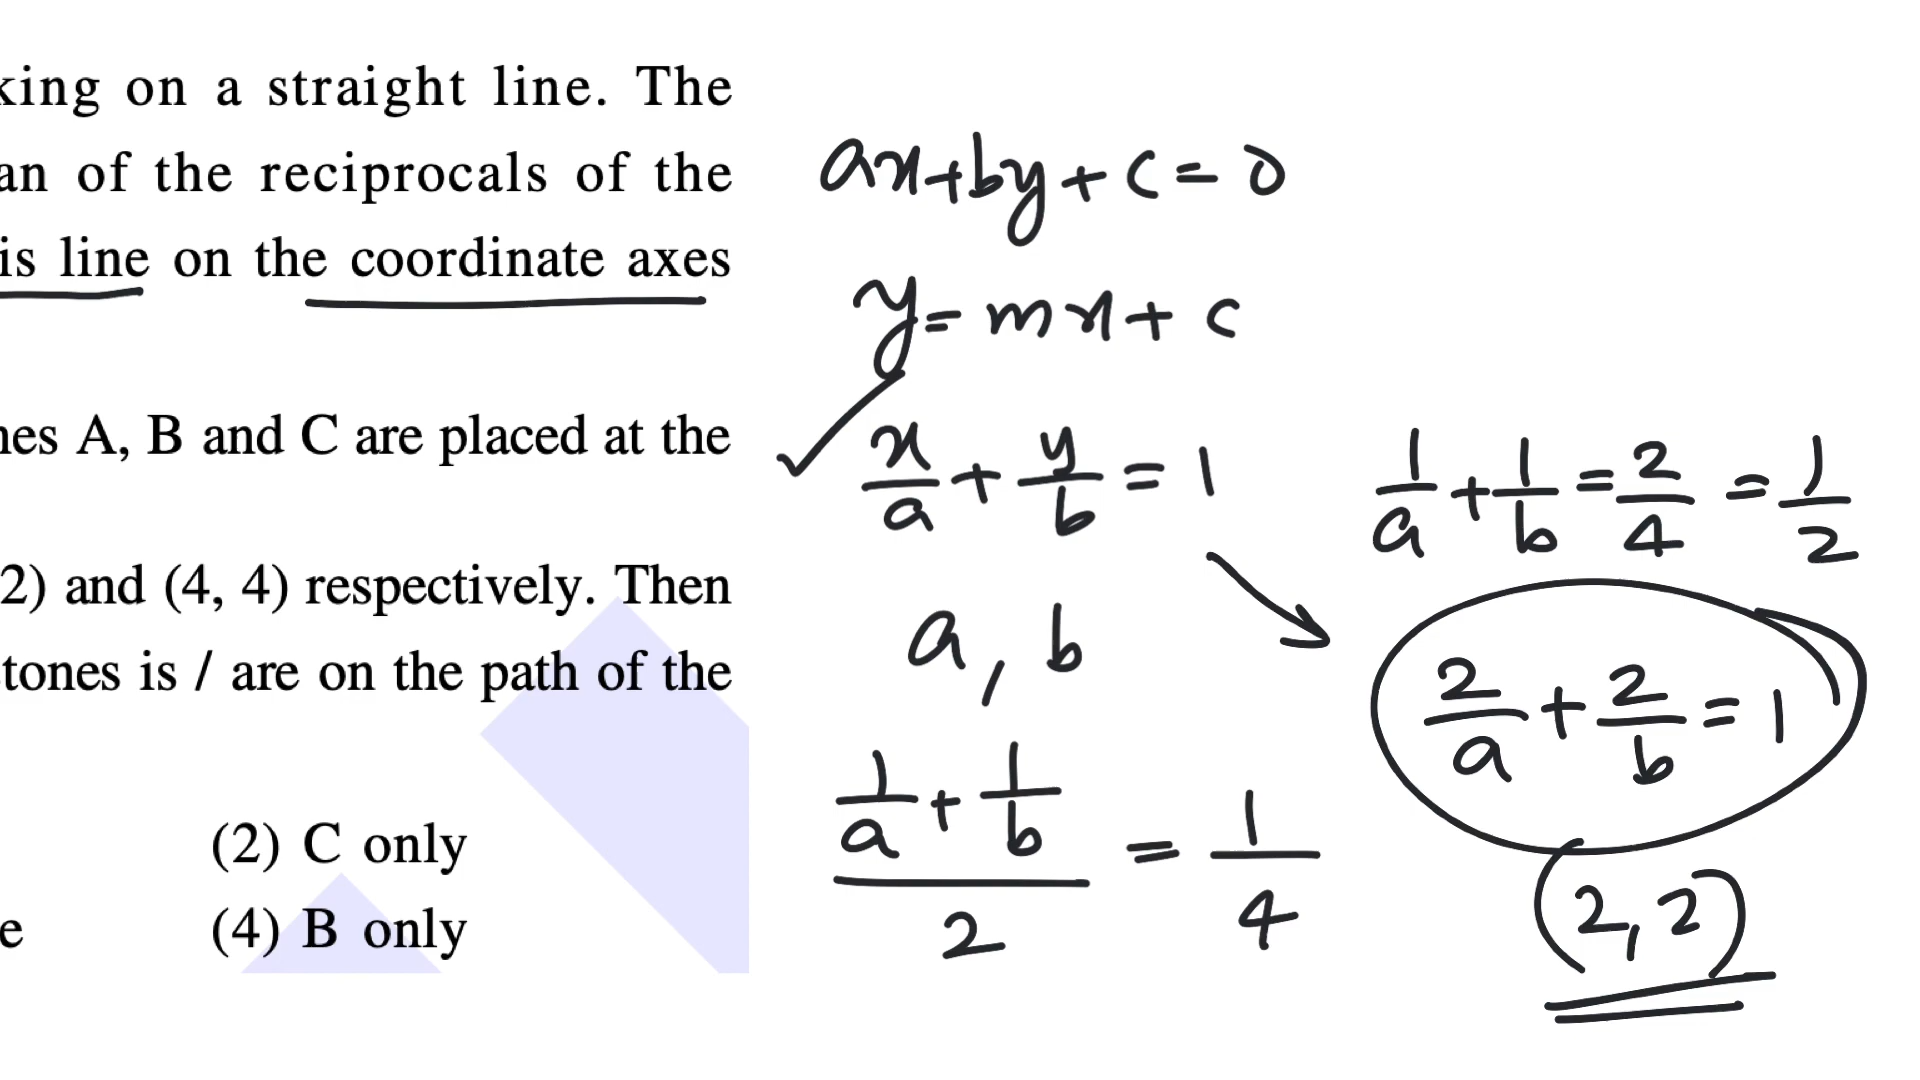 king on a straight line. The
an of the reciprocals of the
is line on the coordinate axes
nes A, B and C are placed at the
2) and (4, 4) respectively. Then
tones is / are on the path of the
(2) C only
e (4) B only
ax+by+c=0
y=mx+c
x/a + y/b = 1
a, b
(1/a + 1/b)/2 = 1/4
1/a + 1/b = 2/4 = 1/2
2/a + 2/b = 1
(2,2)